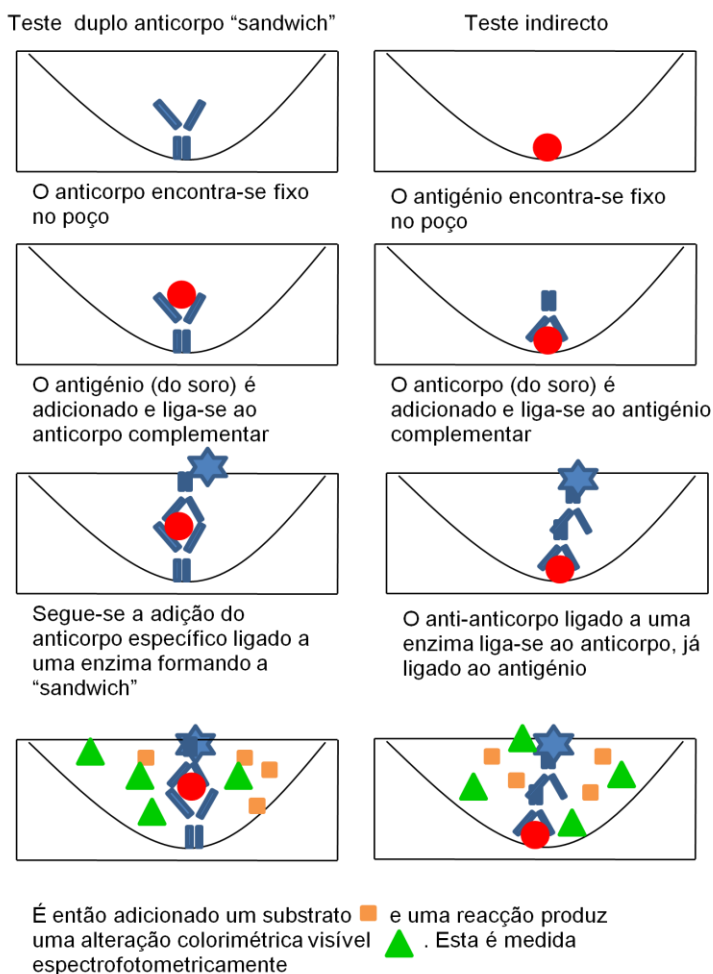 Teste duplo anticorpo “sandwich”
Teste indirecto
O anticorpo encontra-se fixo
no poço
O antigénio encontra-se fixo
no poço
O antigénio (do soro) é
adicionado e liga-se ao
anticorpo complementar
O anticorpo (do soro) é
adicionado e liga-se ao antigénio
complementar
Segue-se a adição do
anticorpo específico ligado a
uma enzima formando a
“sandwich”
O anti-anticorpo ligado a uma
enzima liga-se ao anticorpo, já
ligado ao antigénio
É então adicionado um substrato e uma reacção produz
uma alteração colorimétrica visível . Esta é medida
espectrofotometricamente